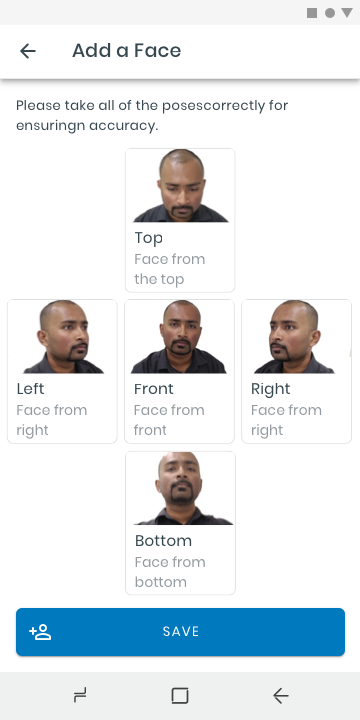 Add a Face
Please take all of the posescorrectly for
ensuringn accuracy.
Top
Face from
the top
Left
Face from
right
Front
Face from
front
Right
Face from
right
Bottom
Face from
bottom
SAVE